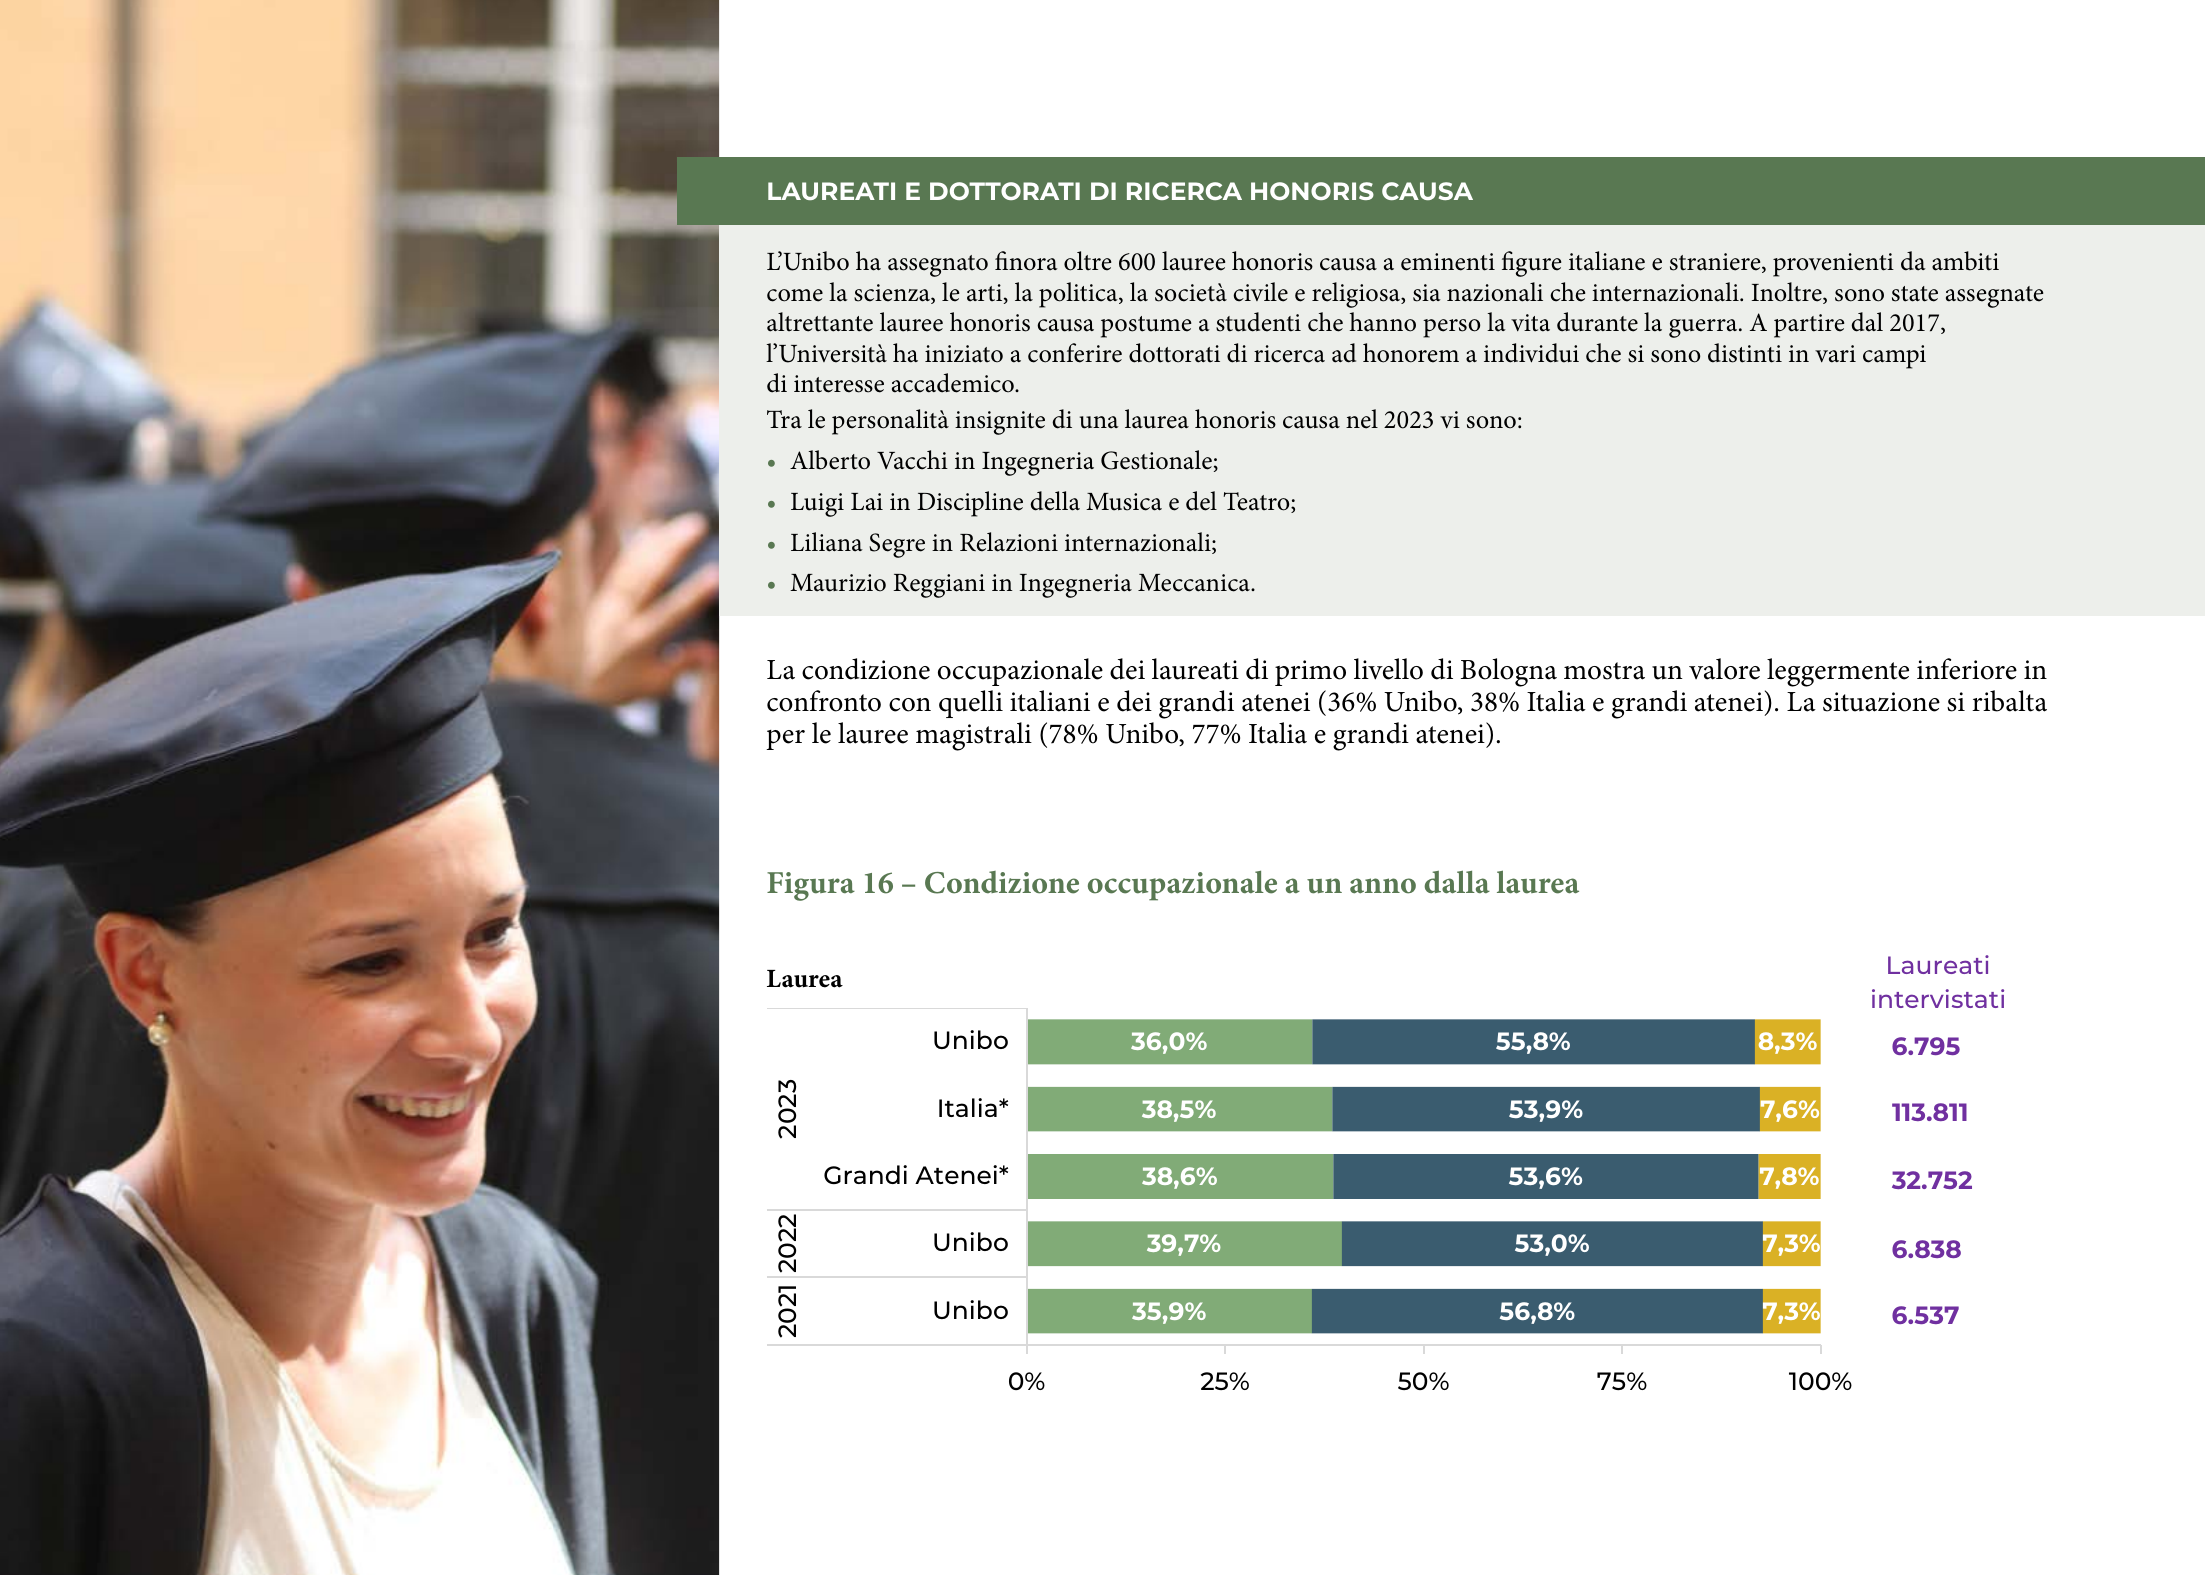 LAUREATI E DOTTORATI DI RICERCA HONORIS CAUSA
L’Unibo ha assegnato finora oltre 600 lauree honoris causa a eminenti figure italiane e straniere, provenienti da ambiti
come la scienza, le arti, la politica, la società civile e religiosa, sia nazionali che internazionali. Inoltre, sono state assegnate
altrettante lauree honoris causa postume a studenti che hanno perso la vita durante la guerra. A partire dal 2017,
l’Università ha iniziato a conferire dottorati di ricerca ad honorem a individui che si sono distinti in vari campi
di interesse accademico.
Tra le personalità insignite di una laurea honoris causa nel 2023 vi sono:
• Alberto Vacchi in Ingegneria Gestionale;
• Luigi Lai in Discipline della Musica e del Teatro;
• Liliana Segre in Relazioni internazionali;
• Maurizio Reggiani in Ingegneria Meccanica.
La condizione occupazionale dei laureati di primo livello di Bologna mostra un valore leggermente inferiore in
confronto con quelli italiani e dei grandi atenei (36% Unibo, 38% Italia e grandi atenei). La situazione si ribalta
per le lauree magistrali (78% Unibo, 77% Italia e grandi atenei).
Figura 16 – Condizione occupazionale a un anno dalla laurea
Laurea
Laureati
intervistati
2023
Unibo 36,0% 55,8% 8,3% 6.795
Italia* 38,5% 53,9% 7,6% 113.811
Grandi Atenei* 38,6% 53,6% 7,8% 32.752
2022
Unibo 39,7% 53,0% 7,3% 6.838
2021
Unibo 35,9% 56,8% 7,3% 6.537
0% 25% 50% 75% 100%